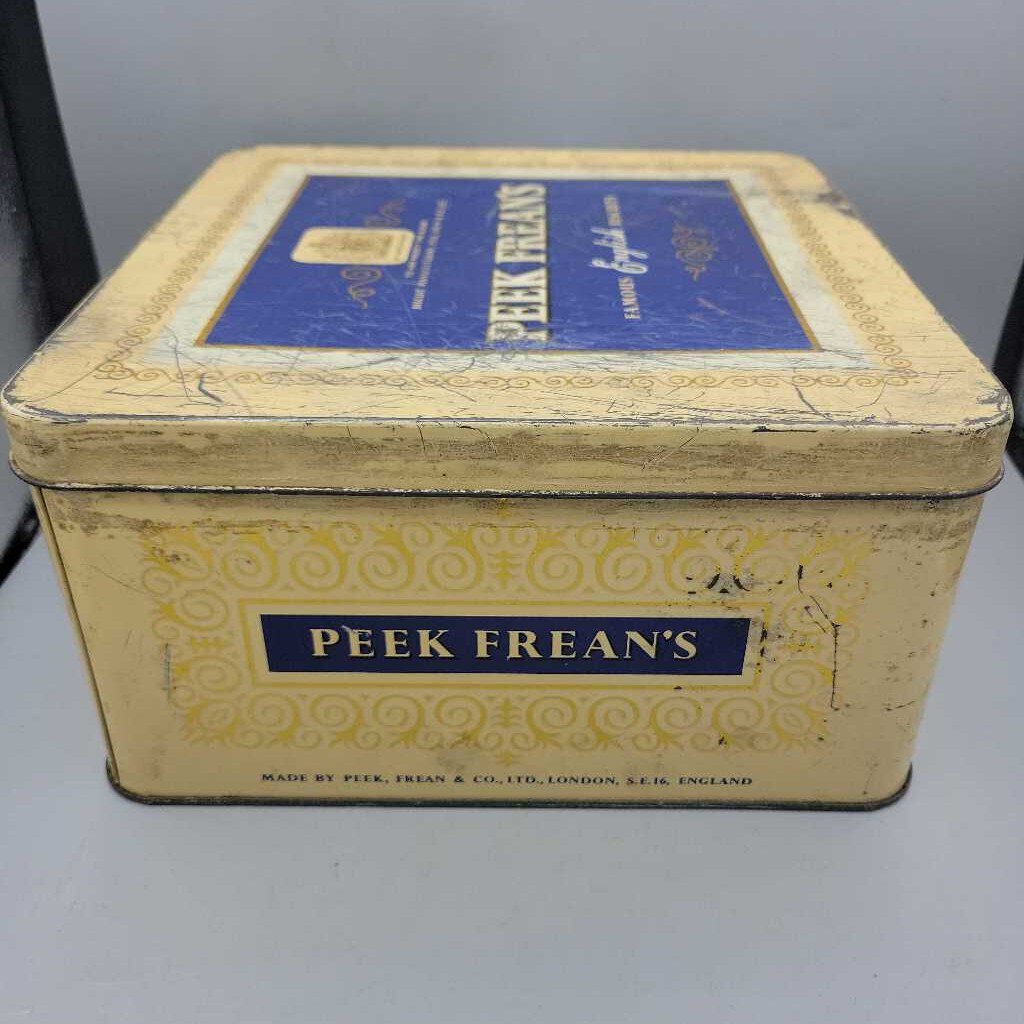 PEEK FREAN'S
FAMOUS English BISCUITS
PEEK FREAN'S
MADE BY PEEK, FREAN & CO., LTD., LONDON, S.E.16, ENGLAND